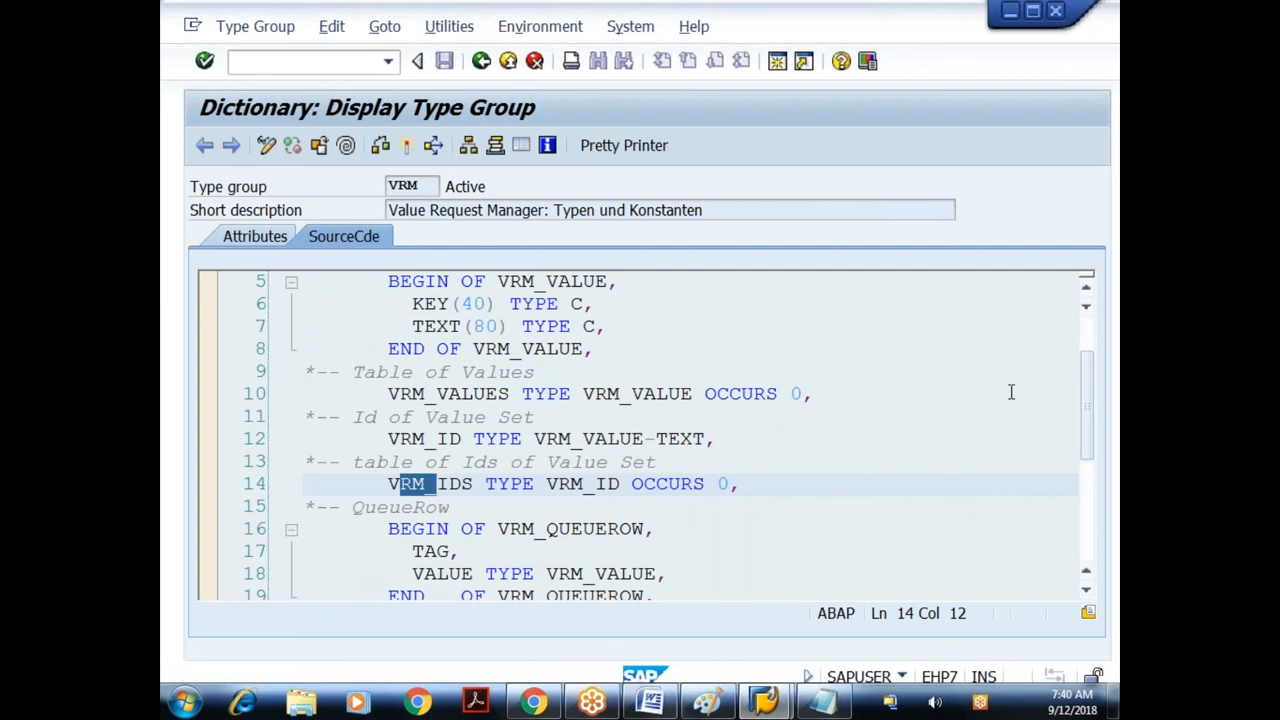 Type Group Edit Goto Utilities Environment System Help
Dictionary: Display Type Group
Pretty Printer
Type group VRM Active
Short description Value Request Manager: Typen und Konstanten
Attributes SourceCde
5 BEGIN OF VRM_VALUE,
6 KEY(40) TYPE C,
7 TEXT(80) TYPE C,
8 END OF VRM_VALUE,
9 *-- Table of Values
10 VRM_VALUES TYPE VRM_VALUE OCCURS 0,
11 *-- Id of Value Set
12 VRM_ID TYPE VRM_VALUE-TEXT,
13 *-- table of Ids of Value Set
14 VRM_IDS TYPE VRM_ID OCCURS 0,
15 *-- QueueRow
16 BEGIN OF VRM_QUEUEROW,
17 TAG,
18 VALUE TYPE VRM_VALUE,
19 END OF VRM_QUEUEROW.
ABAP Ln 14 Col 12
SAP SAPUSER EHP7 INS
7:40 AM
9/12/2018